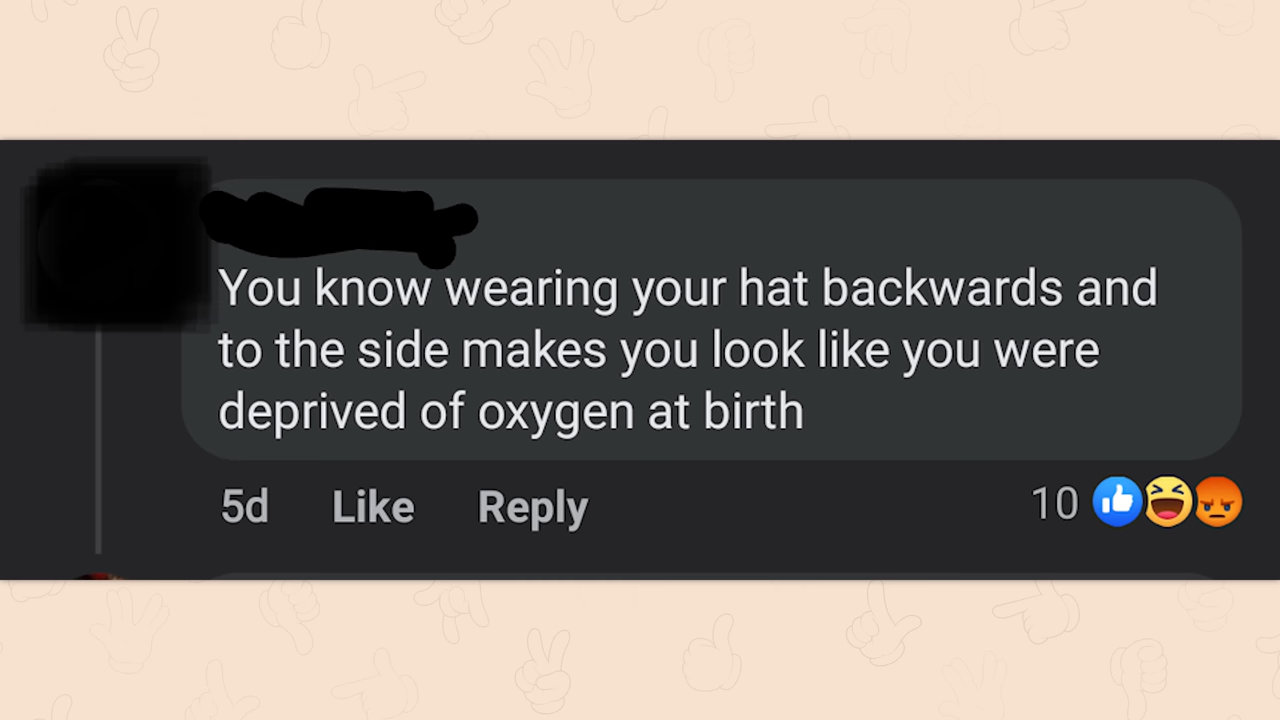 You know wearing your hat backwards and
to the side makes you look like you were
deprived of oxygen at birth
5d Like Reply 10